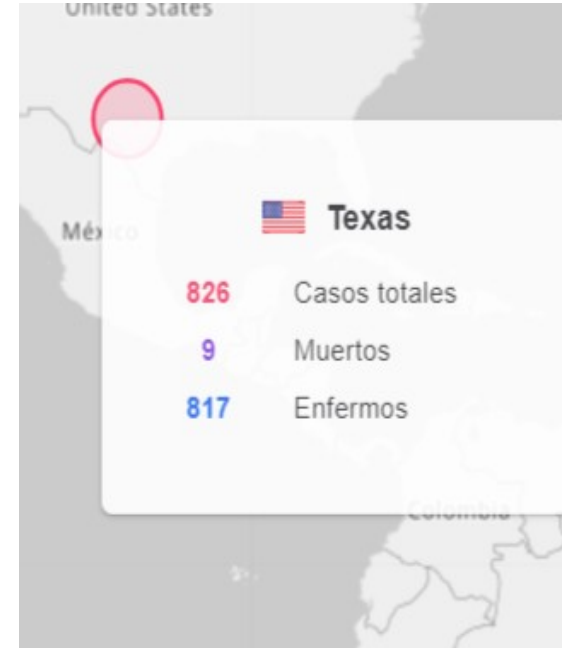 United States
México
Texas
826 Casos totales
9 Muertos
817 Enfermos
Colombia